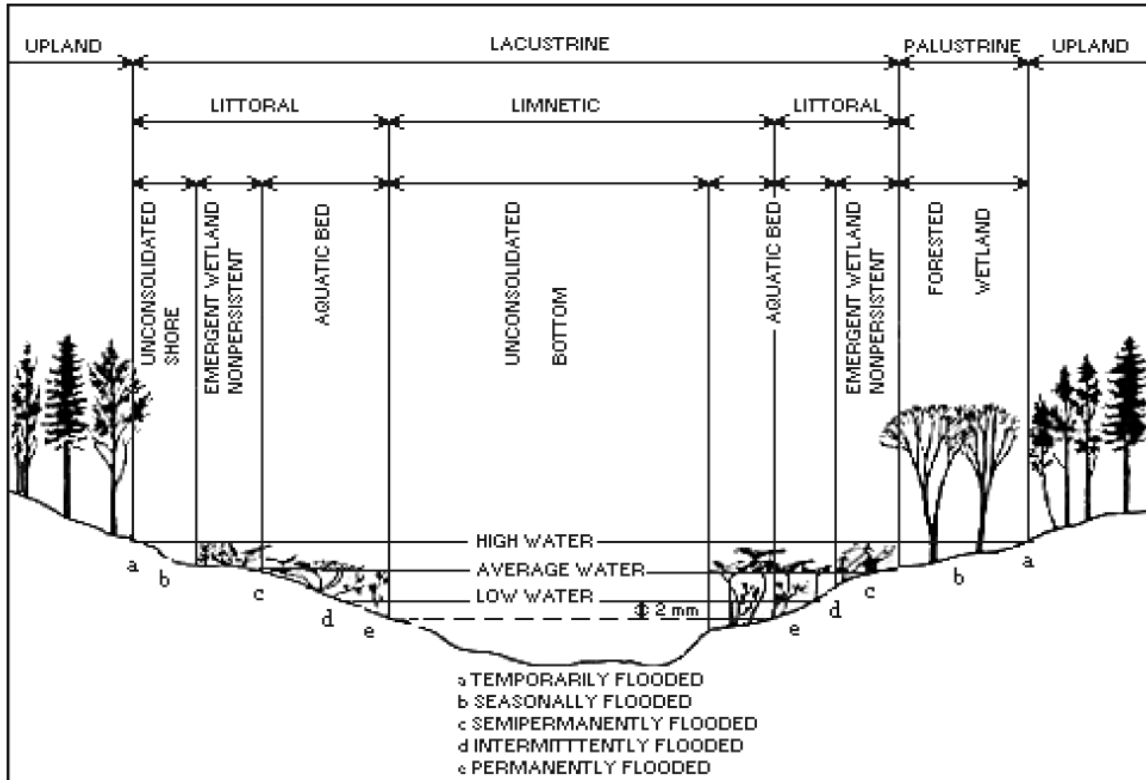 UPLAND
LACUSTRINE
PALUSTRINE
UPLAND
LITTORAL
LIMNETIC
LITTORAL
UNCONSOLIDATED
SHORE
EMERGENT WETLAND
NONPERSISTENT
AQUATIC BED
UNCONSOLIDATED
BOTTOM
AQUATIC BED
EMERGENT WETLAND
NONPERSISTENT
FORESTED
WETLAND
HIGH WATER
AVERAGE WATER
LOW WATER
2 mm
a
b
c
d
e
e
d
c
b
a
a TEMPORARILY FLOODED
b SEASONALLY FLOODED
c SEMIPERMANENTLY FLOODED
d INTERMITTTENTLY FLOODED
e PERMANENTLY FLOODED